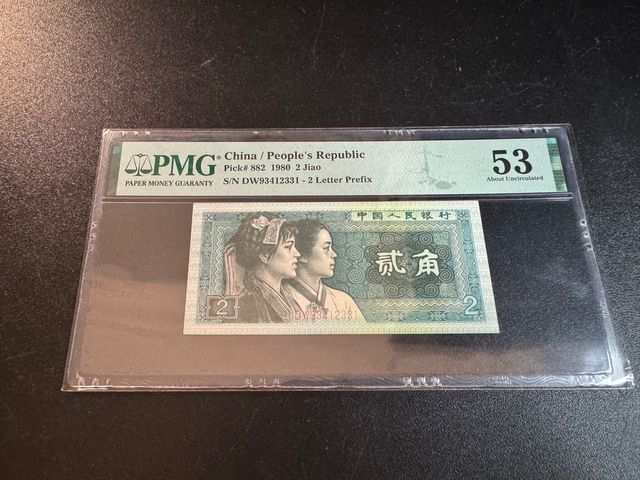 PMG
PAPER MONEY GUARANTY
China / People's Republic
Pick# 882 1980 2 Jiao
S/N DW93412331 - 2 Letter Prefix
53
About Uncirculated
中国人民银行
贰角
2
DW93412331
2